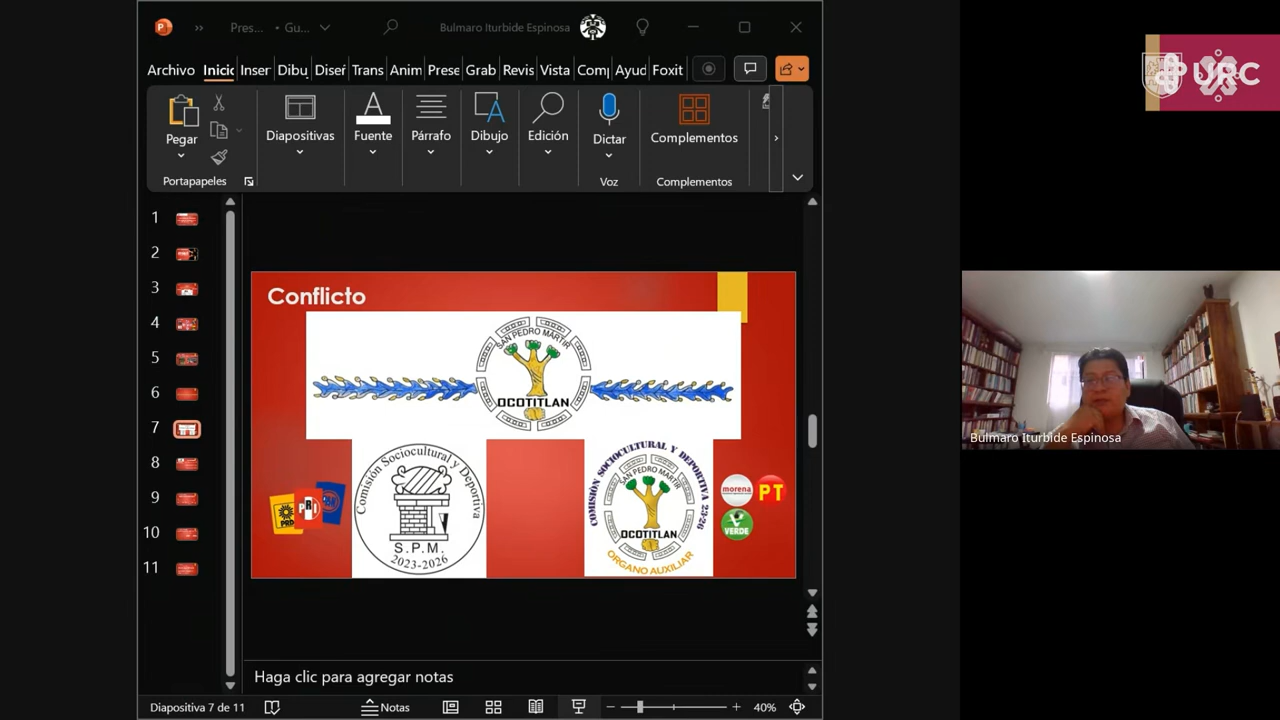 Pres... • Gu...
Bulmaro Iturbide Espinosa
Archivo
Inicio
Inser
Dibu
Diseñ
Trans
Anim
Prese
Grab
Revis
Vista
Comp
Ayud
Foxit
Pegar
Diapositivas
Fuente
Párrafo
Dibujo
Edición
Dictar
Complementos
Portapapeles
Voz
Complementos
1
2
3
4
5
6
7
8
9
10
11
Conflicto
SAN PEDRO MARTIR
OCOTITLAN
Comisión Sociocultural y Deportiva
S.P.M.
2023-2026
PRD
PRI
COMISIÓN SOCIOCULTURAL Y DEPORTIVA 23-26
SAN PEDRO MARTIR
OCOTITLAN
ORGANO AUXILIAR
morena
PT
VERDE
Haga clic para agregar notas
Diapositiva 7 de 11
Notas
40%
URC
Bulmaro Iturbide Espinosa